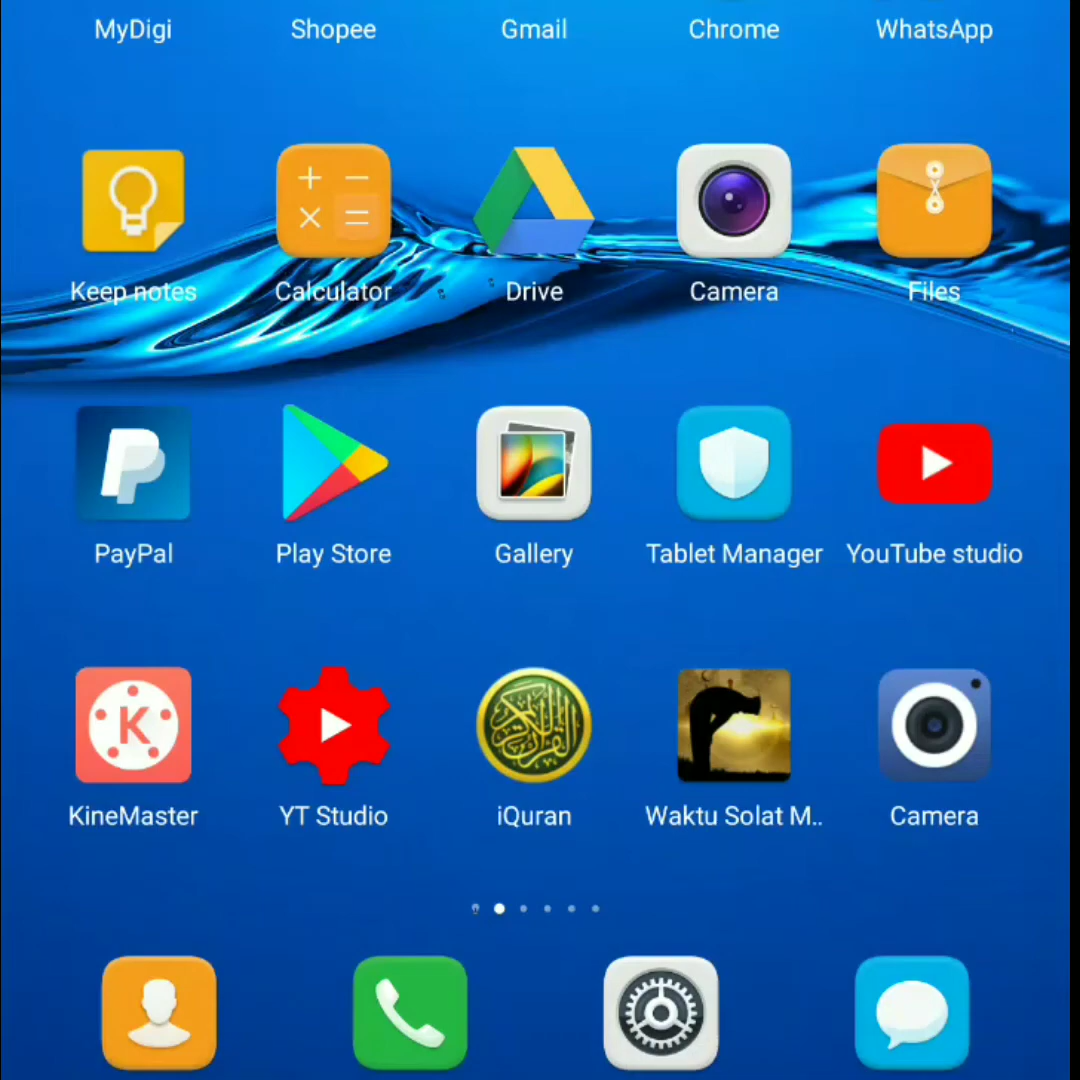 MyDigi Shopee Gmail Chrome WhatsApp
Keep notes Calculator Drive Camera Files
PayPal Play Store Gallery Tablet Manager YouTube studio
K
KineMaster YT Studio iQuran Waktu Solat M..
Camera